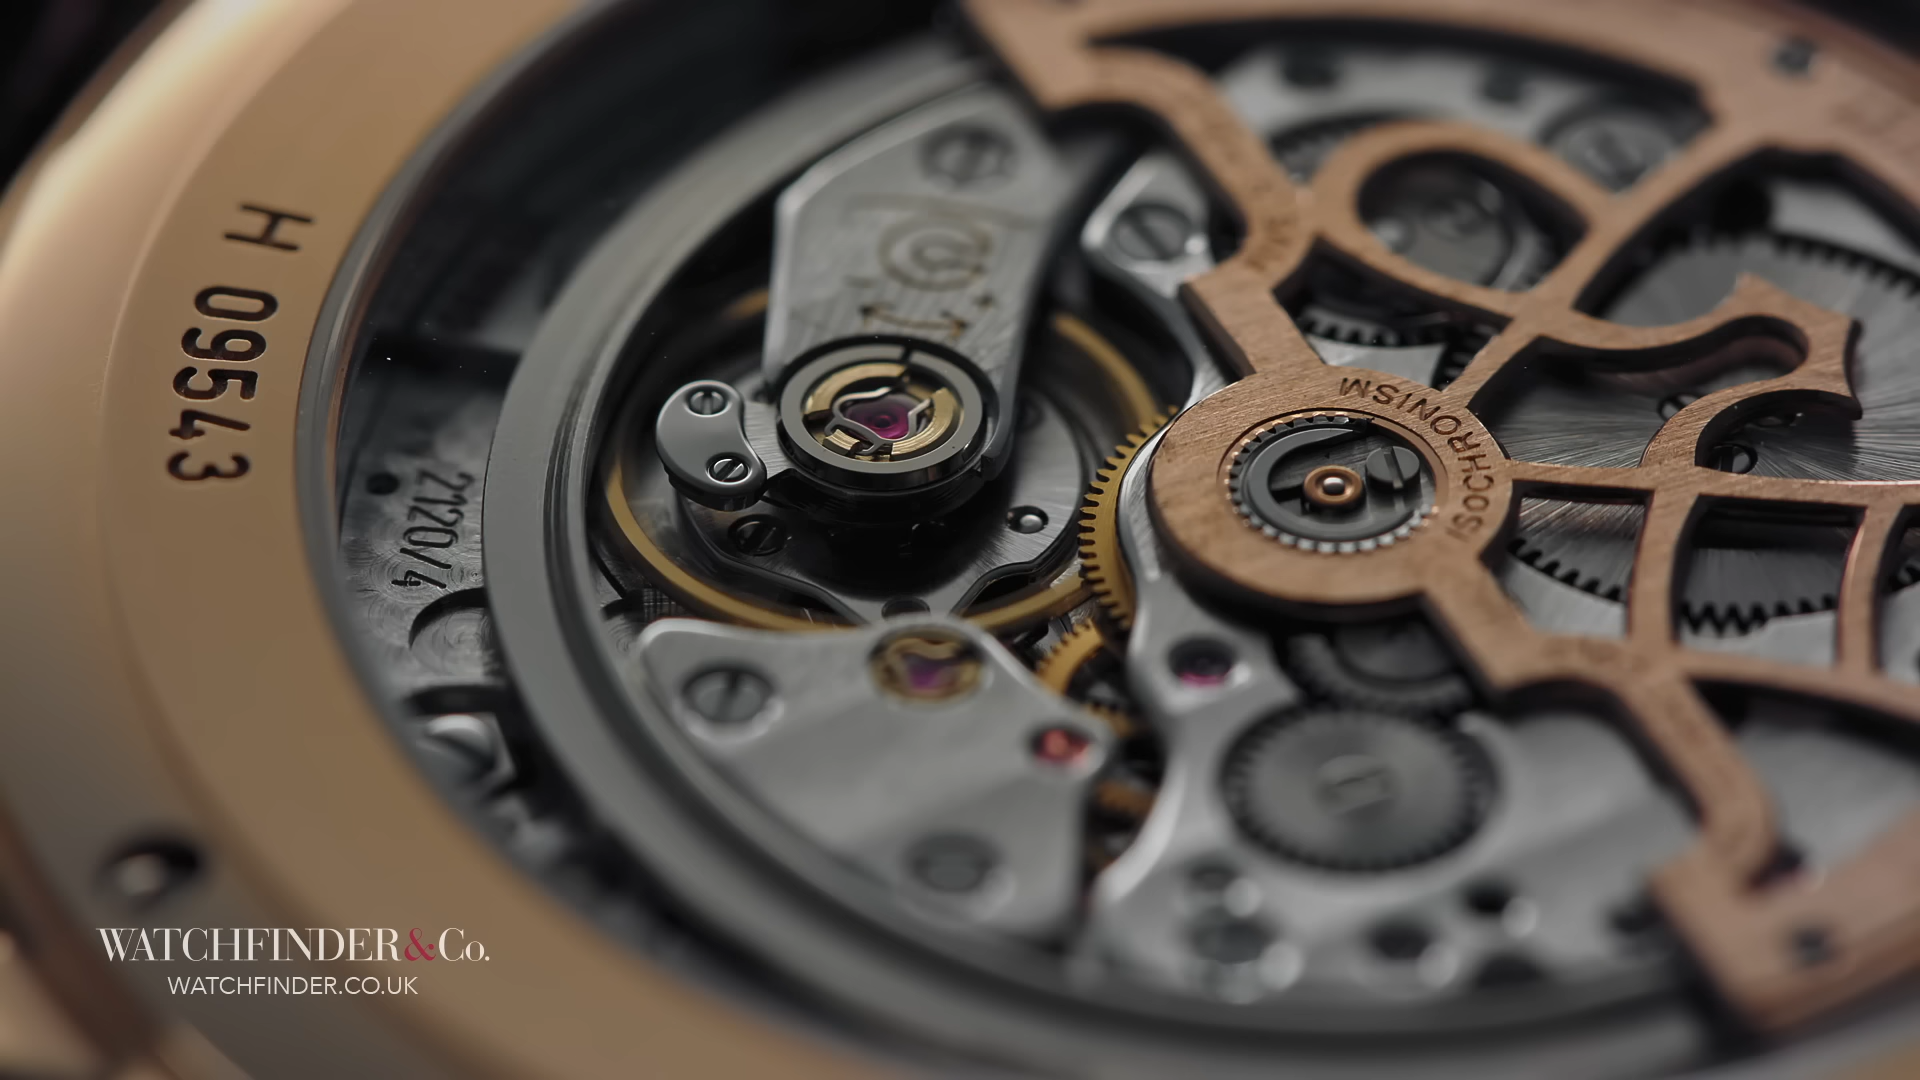 H 09543
2120/4
ISOCHRONISM
WATCHFINDER&Co.
WATCHFINDER.CO.UK